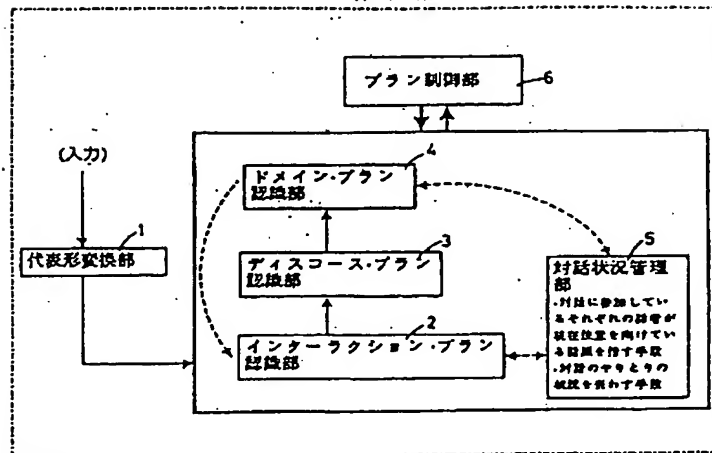 プラン制御部
6
(入力)
4
ドメイン・プラン
認識部
1
代表形変換部
3
ディスコース・プラン
認識部
5
対話状況管理
部
・対話に参加してい
るそれぞれの話者が
現在位置を向けてい
る話題を指す手段
・対話のやりとりの
状況を表わす手段
2
インターラクション・プラン
認識部